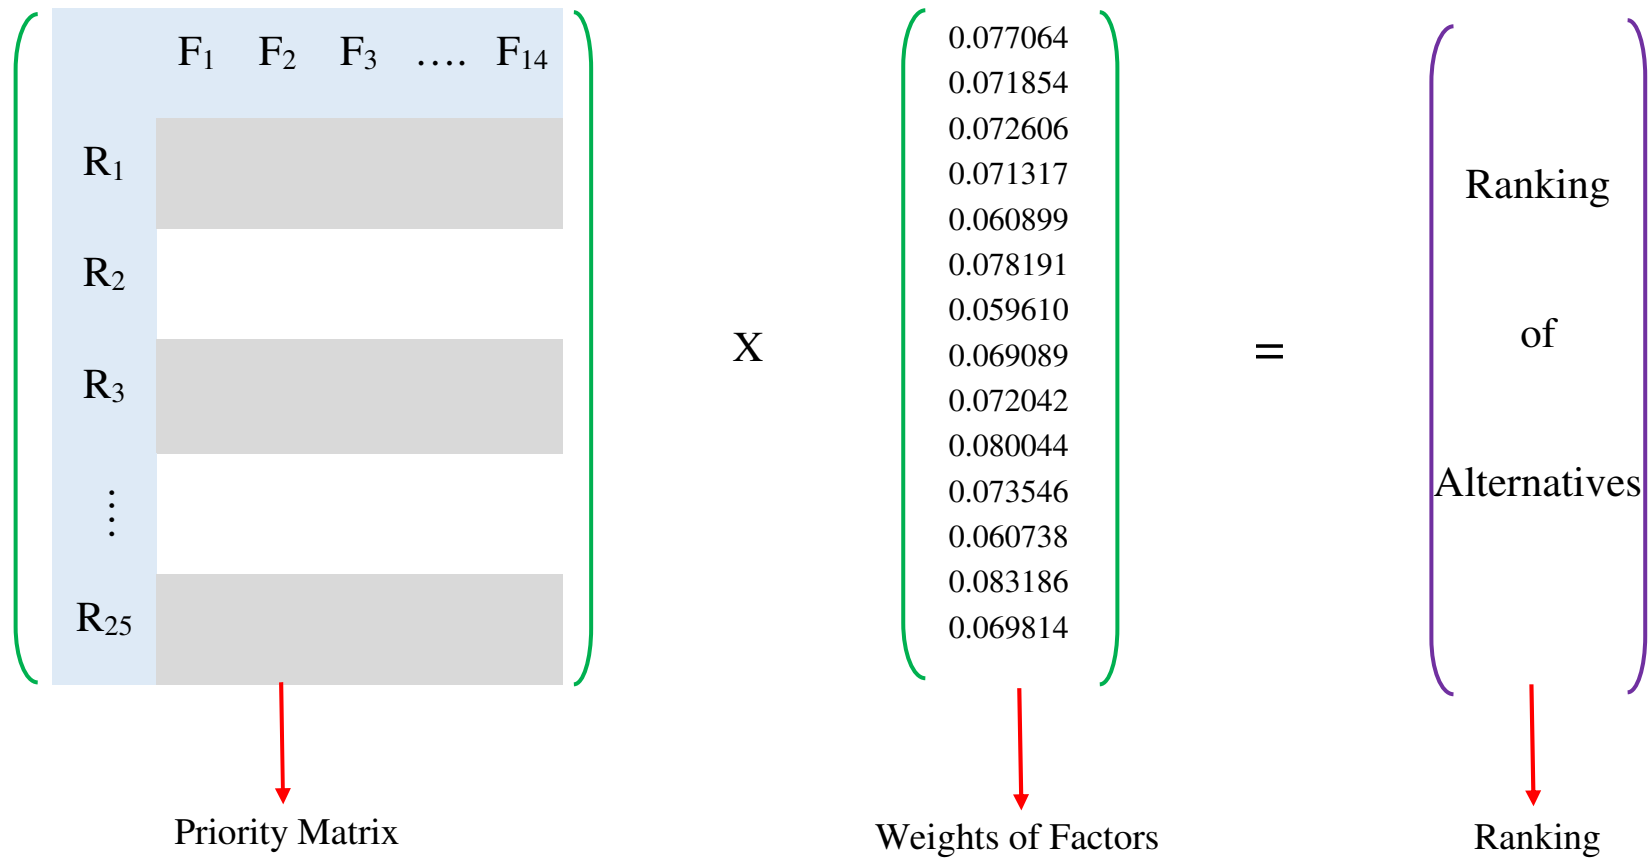 F₁ F₂ F₃ …. F₁₄
R₁
R₂
R₃
⋮
R₂₅
X
0.077064
0.071854
0.072606
0.071317
0.060899
0.078191
0.059610
0.069089
0.072042
0.080044
0.073546
0.060738
0.083186
0.069814
=
Ranking
of
Alternatives
Priority Matrix
Weights of Factors
Ranking